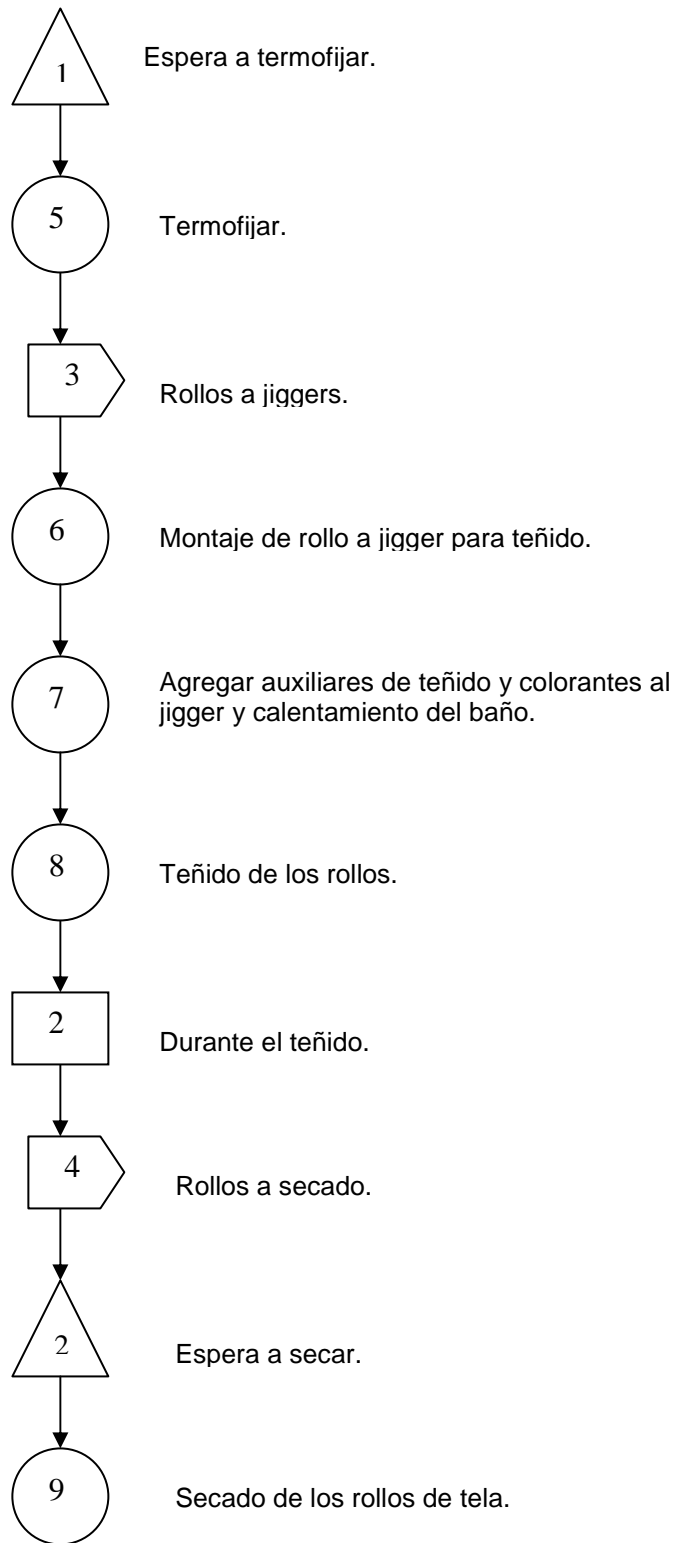 1
Espera a termofijar.
5
Termofijar.
3
Rollos a jiggers.
6
Montaje de rollo a jigger para teñido.
7
Agregar auxiliares de teñido y colorantes al
jigger y calentamiento del baño.
8
Teñido de los rollos.
2
Durante el teñido.
4
Rollos a secado.
2
Espera a secar.
9
Secado de los rollos de tela.